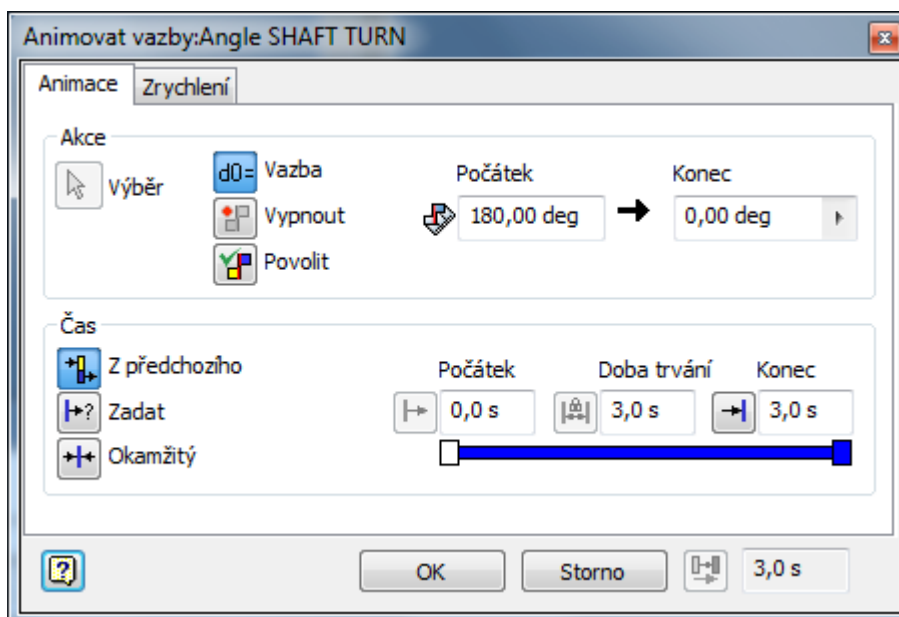 Animovat vazby:Angle SHAFT TURN
Animace Zrychlení
Akce
Výběr
d0= Vazba
Vypnout
Povolit
Počátek Konec
180,00 deg 0,00 deg
Čas
Z předchozího
Zadat
Okamžitý
Počátek Doba trvání Konec
0,0 s 3,0 s 3,0 s
OK Storno 3,0 s